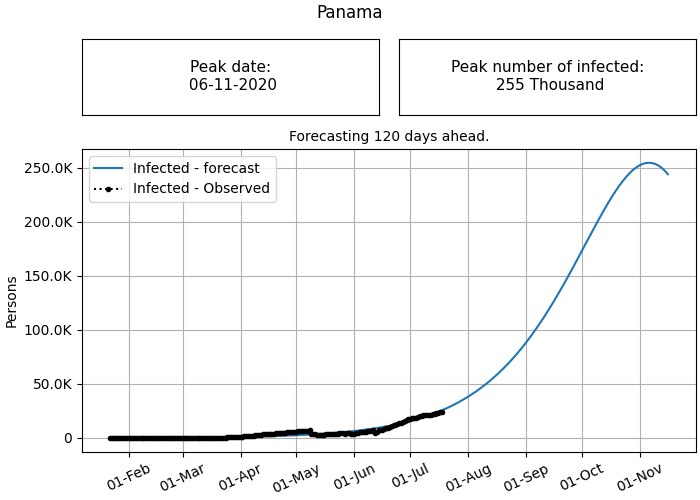 Panama
Peak date:
06-11-2020
Peak number of infected:
255 Thousand
Forecasting 120 days ahead.
Infected - forecast
Infected - Observed
250.0K
200.0K
150.0K
100.0K
50.0K
0
Persons
01-Feb
01-Mar
01-Apr
01-May
01-Jun
01-Jul
01-Aug
01-Sep
01-Oct
01-Nov